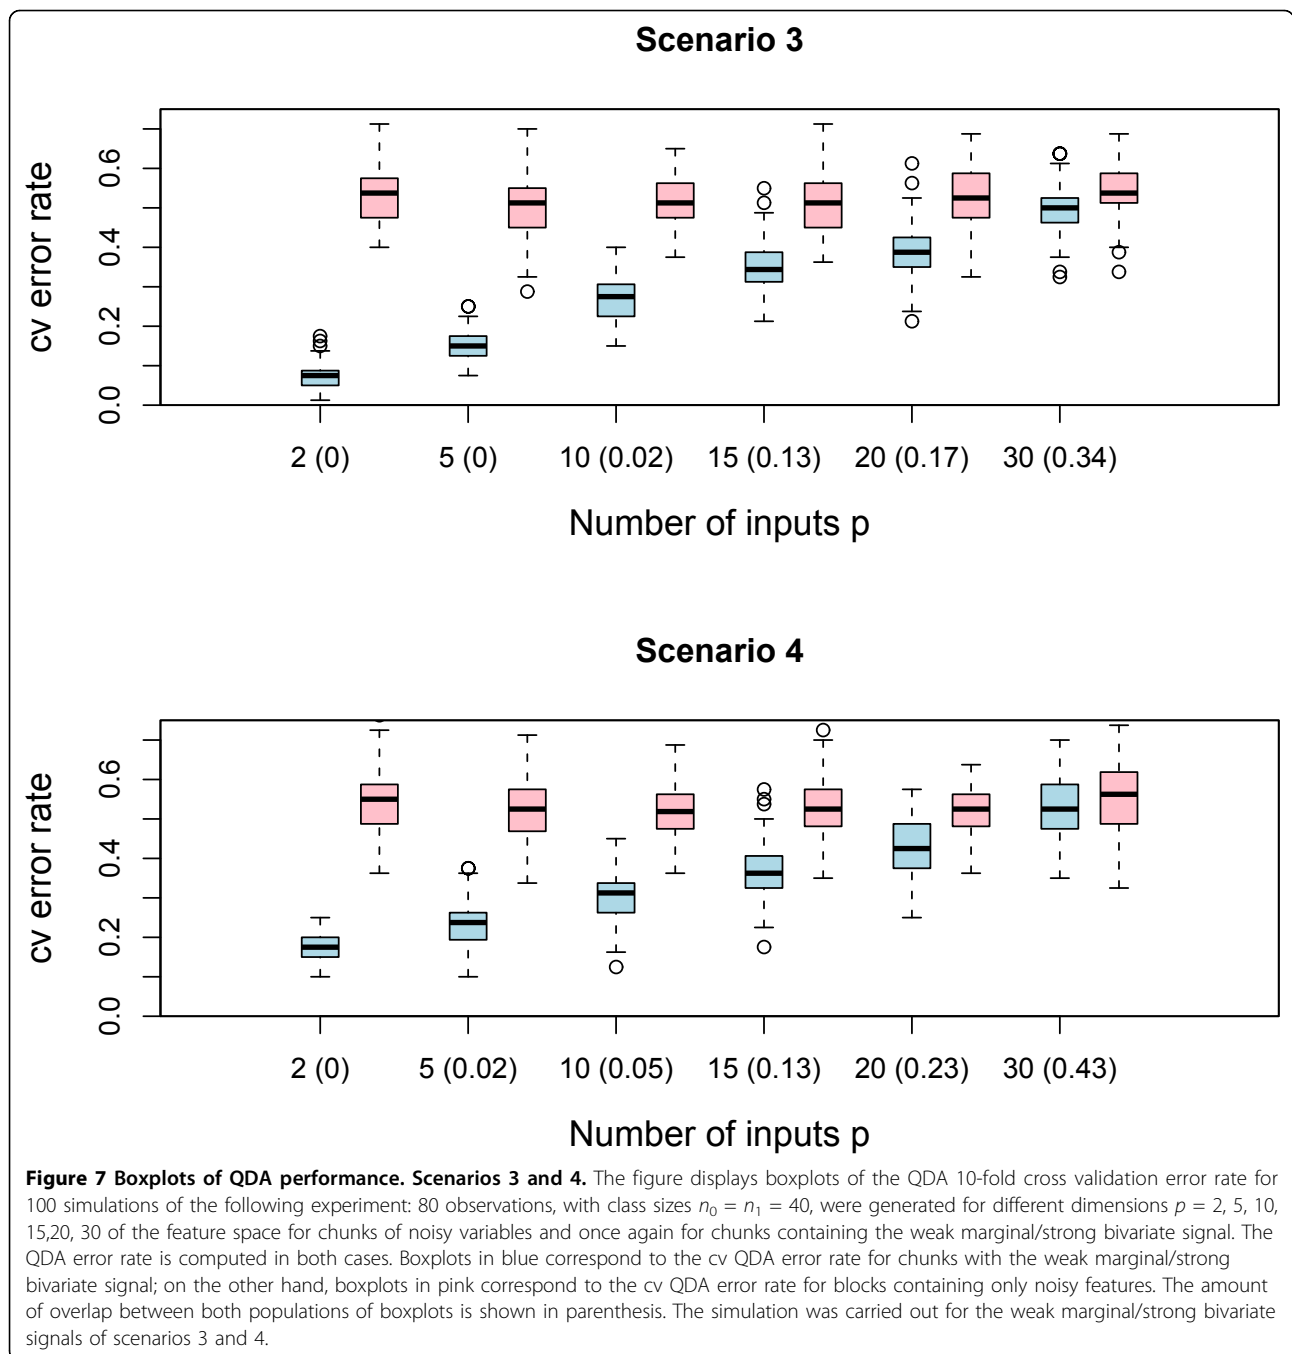 Scenario 3
cv error rate
0.0 0.2 0.4 0.6
2 (0) 5 (0) 10 (0.02) 15 (0.13) 20 (0.17) 30 (0.34)
Number of inputs p
Scenario 4
cv error rate
0.0 0.2 0.4 0.6
2 (0) 5 (0.02) 10 (0.05) 15 (0.13) 20 (0.23) 30 (0.43)
Number of inputs p
Figure 7 Boxplots of QDA performance. Scenarios 3 and 4. The figure displays boxplots of the QDA 10-fold cross validation error rate for
100 simulations of the following experiment: 80 observations, with class sizes n₀ = n₁ = 40, were generated for different dimensions p = 2, 5, 10,
15,20, 30 of the feature space for chunks of noisy variables and once again for chunks containing the weak marginal/strong bivariate signal. The
QDA error rate is computed in both cases. Boxplots in blue correspond to the cv QDA error rate for chunks with the weak marginal/strong
bivariate signal; on the other hand, boxplots in pink correspond to the cv QDA error rate for blocks containing only noisy features. The amount
of overlap between both populations of boxplots is shown in parenthesis. The simulation was carried out for the weak marginal/strong bivariate
signals of scenarios 3 and 4.